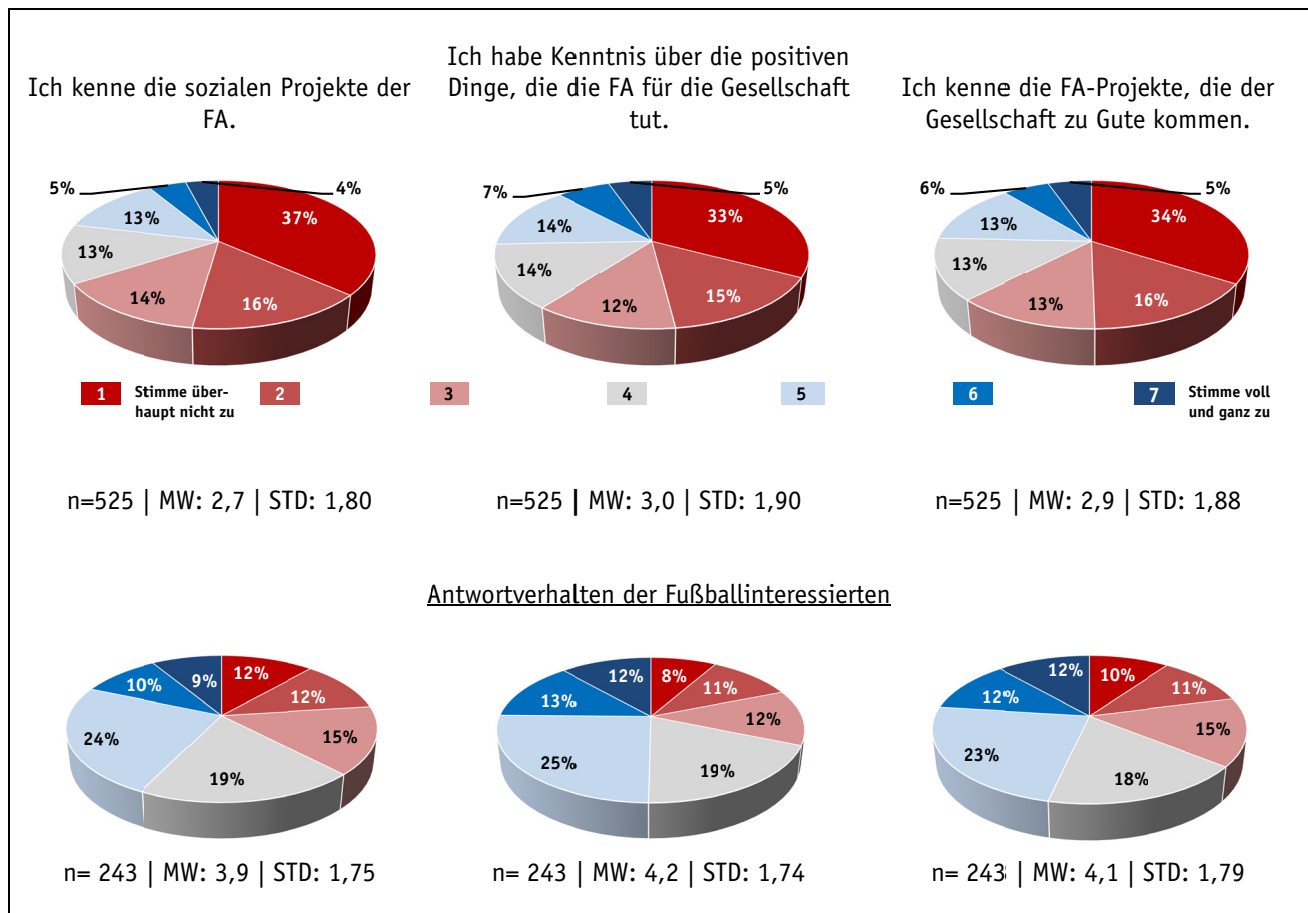 Ich kenne die sozialen Projekte der
FA.
Ich habe Kenntnis über die positiven
Dinge, die die FA für die Gesellschaft
tut.
Ich kenne die FA-Projekte, die der
Gesellschaft zu Gute kommen.
5%
4%
37%
13%
13%
14%
16%
7%
5%
33%
14%
14%
12%
15%
6%
5%
34%
13%
13%
13%
16%
1 Stimme über-
haupt nicht zu
2
3
4
5
6
7 Stimme voll
und ganz zu
n=525 | MW: 2,7 | STD: 1,80
n=525 | MW: 3,0 | STD: 1,90
n=525 | MW: 2,9 | STD: 1,88
Antwortverhalten der Fußballinteressierten
10%
9%
12%
12%
24%
15%
19%
13%
12%
8%
11%
12%
25%
19%
12%
12%
10%
11%
15%
23%
18%
n= 243 | MW: 3,9 | STD: 1,75
n= 243 | MW: 4,2 | STD: 1,74
n= 243 | MW: 4,1 | STD: 1,79